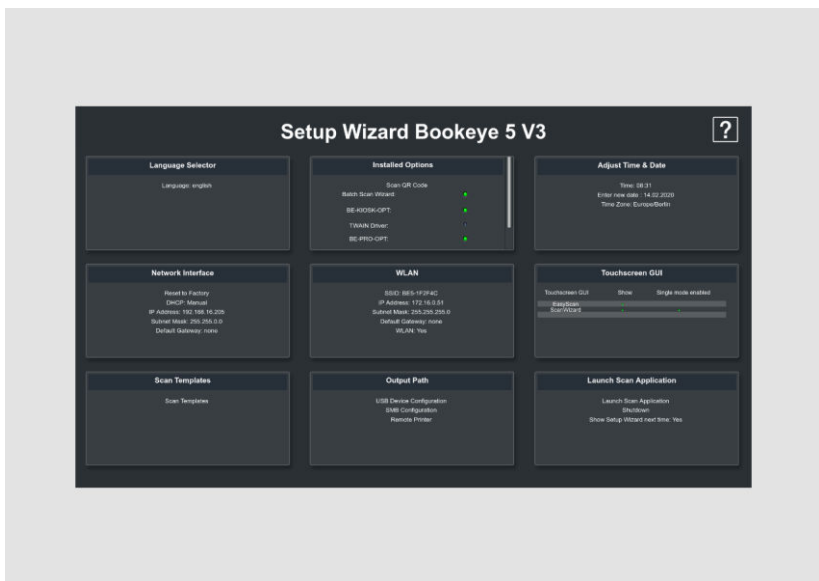 Setup Wizard Bookeye 5 V3
?
Language Selector
Language: english
Installed Options
Scan QR Code
Batch Scan Wizard:
BE-KIOSK-OPT:
TWAIN Driver:
BE-PRO-OPT:
Adjust Time & Date
Time: 08:31
Enter new date : 14.02.2020
Time Zone: Europe/Berlin
Network Interface
Reset to Factory
DHCP: Manual
IP Address: 192.168.16.205
Subnet Mask: 255.255.0.0
Default Gateway: none
WLAN
SSID: BE5-1F2F4C
IP Address: 172.16.0.51
Subnet Mask: 255.255.255.0
Default Gateway: none
WLAN: Yes
Touchscreen GUI
Touchscreen GUI Show Single mode enabled
EasyScan
ScanWizard
Scan Templates
Scan Templates
Output Path
USB Device Configuration
SMB Configuration
Remote Printer
Launch Scan Application
Launch Scan Application
Shutdown
Show Setup Wizard next time: Yes